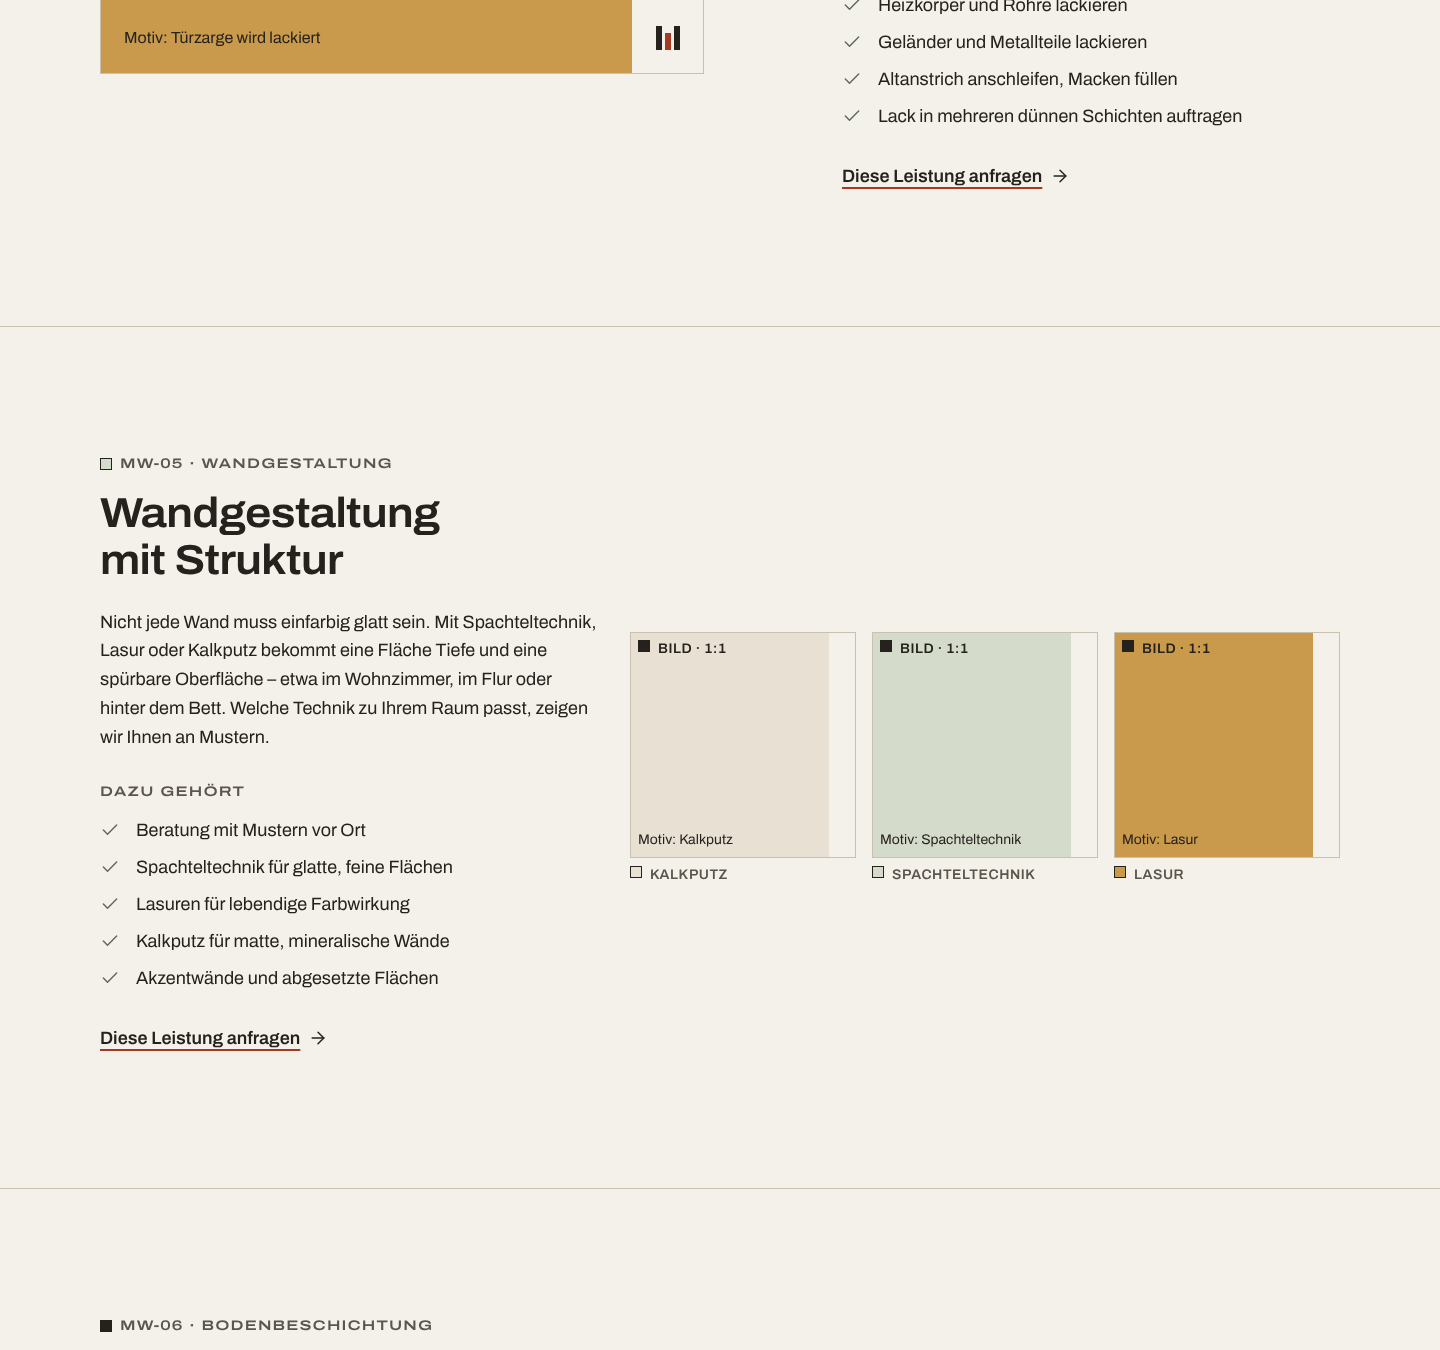 Motiv: Türzarge wird lackiert
Heizkörper und Rohre lackieren
Geländer und Metallteile lackieren
Altanstrich anschleifen, Macken füllen
Lack in mehreren dünnen Schichten auftragen
Diese Leistung anfragen
MW-05 · WANDGESTALTUNG
Wandgestaltung
mit Struktur
Nicht jede Wand muss einfarbig glatt sein. Mit Spachteltechnik,
Lasur oder Kalkputz bekommt eine Fläche Tiefe und eine
spürbare Oberfläche – etwa im Wohnzimmer, im Flur oder
hinter dem Bett. Welche Technik zu Ihrem Raum passt, zeigen
wir Ihnen an Mustern.
DAZU GEHÖRT
Beratung mit Mustern vor Ort
Spachteltechnik für glatte, feine Flächen
Lasuren für lebendige Farbwirkung
Kalkputz für matte, mineralische Wände
Akzentwände und abgesetzte Flächen
Diese Leistung anfragen
BILD · 1:1
Motiv: Kalkputz
KALKPUTZ
BILD · 1:1
Motiv: Spachteltechnik
SPACHTELTECHNIK
BILD · 1:1
Motiv: Lasur
LASUR
MW-06 · BODENBESCHICHTUNG